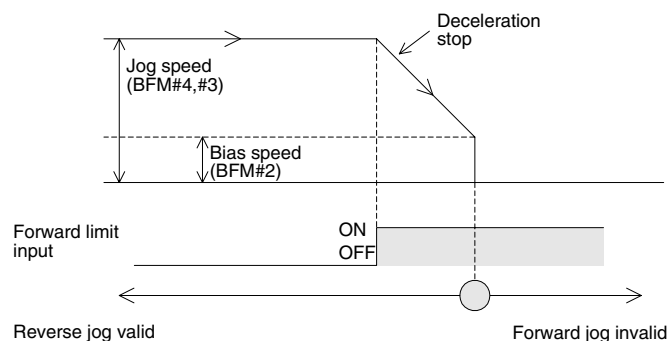 Deceleration
stop
Jog speed
(BFM#4,#3)
Bias speed
(BFM#2)
Forward limit
input
ON
OFF
Reverse jog valid
Forward jog invalid